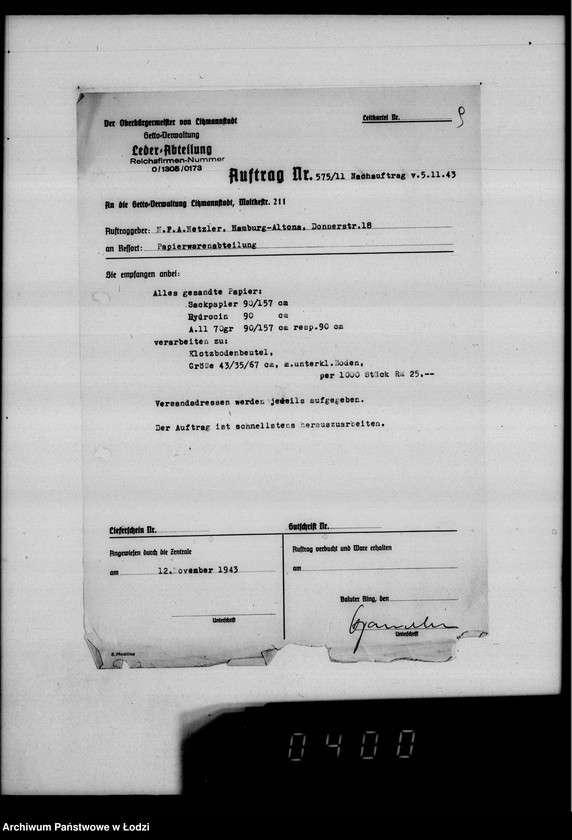 Der Oberbürgermeister von Litzmannstadt
Getto-Verwaltung
Leder-Abteilung
Reichsfirmen-Nummer
0/1305/0173
Leitkartei Nr.
9
Auftrag Nr. 575/11 Nachauftrag v.5.11.43
An die Getto-Verwaltung Litzmannstadt, Moltkestr. 211
Auftraggeber: H.F.A.Netzler, Hamburg-Altona, Donnerstr.18
an Ressort: Papierwarenabteilung
Sie empfangen anbei:
Alles gesandte Papier:
Sackpapier 90/157 cm
Hydrocin 90 cm
A.11 70gr 90/157 cm resp.90 cm
verarbeiten zu:
Klotzbodenbeutel,
Größe 43/35/67 cm, m.unterkl.Boden,
per 1000 Stück RM 25,--
Versandadressen werden jeweils aufgegeben.
Der Auftrag ist schnellstens herauszuarbeiten.
Lieferschein Nr.
Gutschrift Nr.
Angewiesen durch die Zentrale
am 12.November 1943
Unterschrift
Auftrag verbucht und Ware erhalten
am
Baluter Ring, den
Unterschrift
0400
Archiwum Państwowe w Łodzi